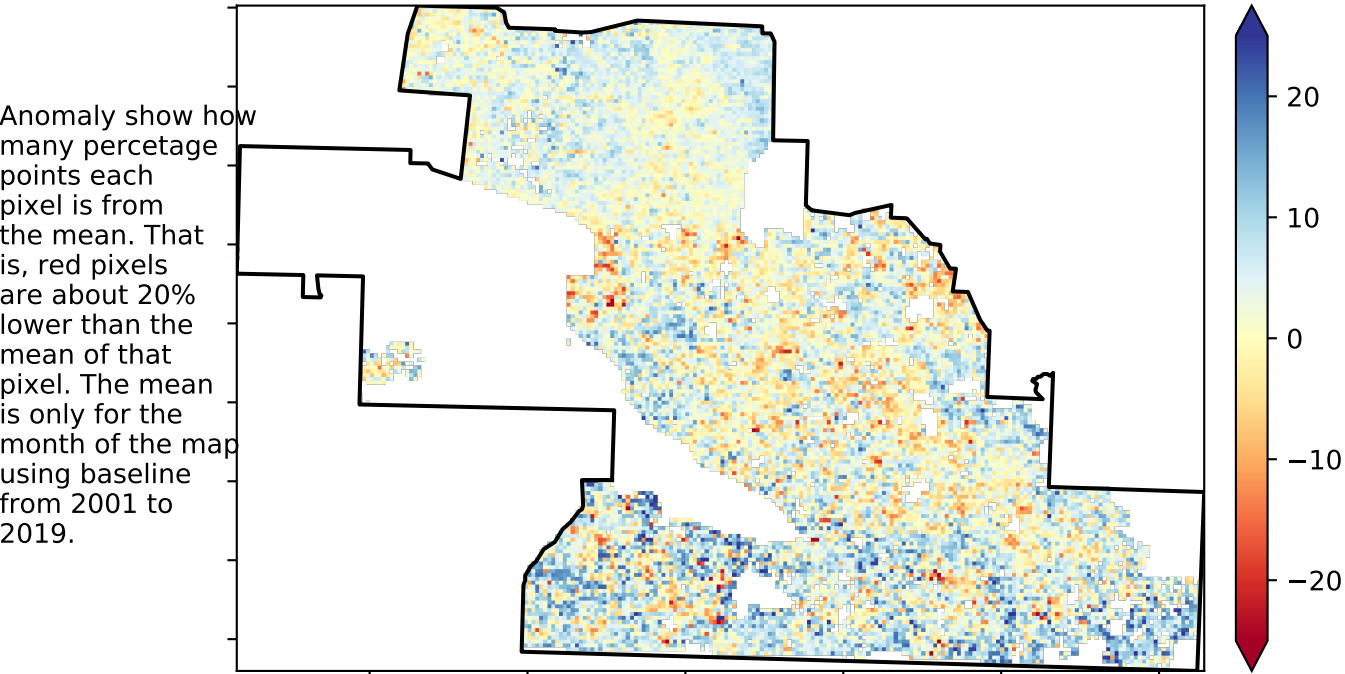 Anomaly show how
many percetage
points each
pixel is from
the mean. That
is, red pixels
are about 20%
lower than the
mean of that
pixel. The mean
is only for the
month of the map
using baseline
from 2001 to
2019.
20
10
0
−10
−20